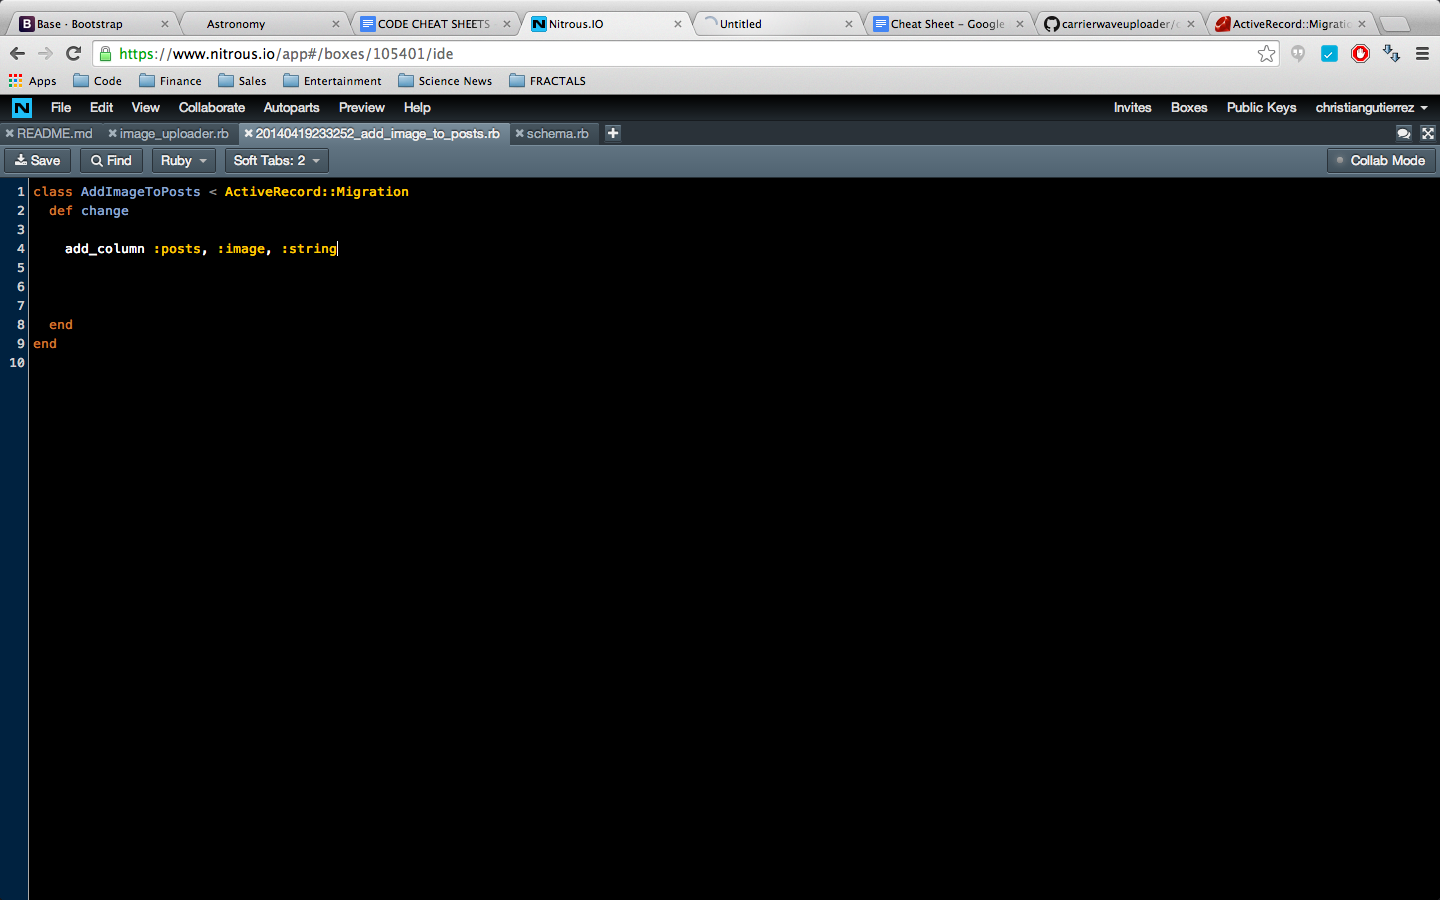 Base · Bootstrap
Astronomy
CODE CHEAT SHEETS -
Nitrous.IO
Untitled
Cheat Sheet – Google
carrierwaveuploader/c
ActiveRecord::Migratio
https://www.nitrous.io/app#/boxes/105401/ide
Apps Code Finance Sales Entertainment Science News FRACTALS
N File Edit View Collaborate Autoparts Preview Help Invites Boxes Public Keys christiangutierrez
README.md image_uploader.rb 20140419233252_add_image_to_posts.rb schema.rb
Save Find Ruby Soft Tabs: 2 Collab Mode
1 class AddImageToPosts < ActiveRecord::Migration
2 def change
3
4 add_column :posts, :image, :string
5
6
7
8 end
9 end
10